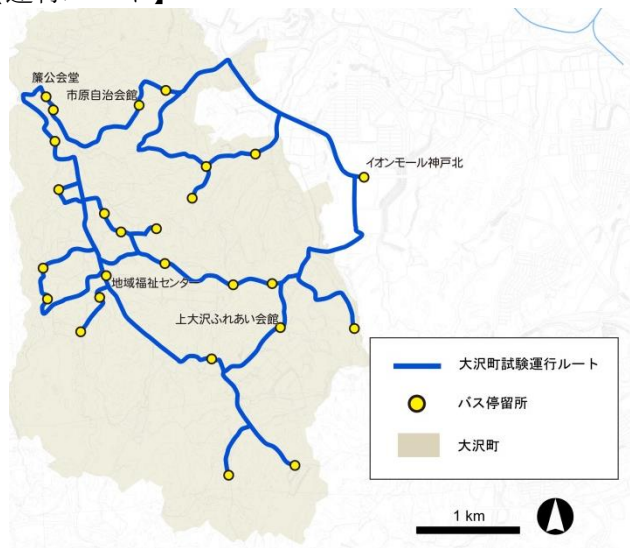 簾公会堂
市原自治会館
イオンモール神戸北
地域福祉センター
上大沢ふれあい会館
大沢町試験運行ルート
バス停留所
大沢町
1 km